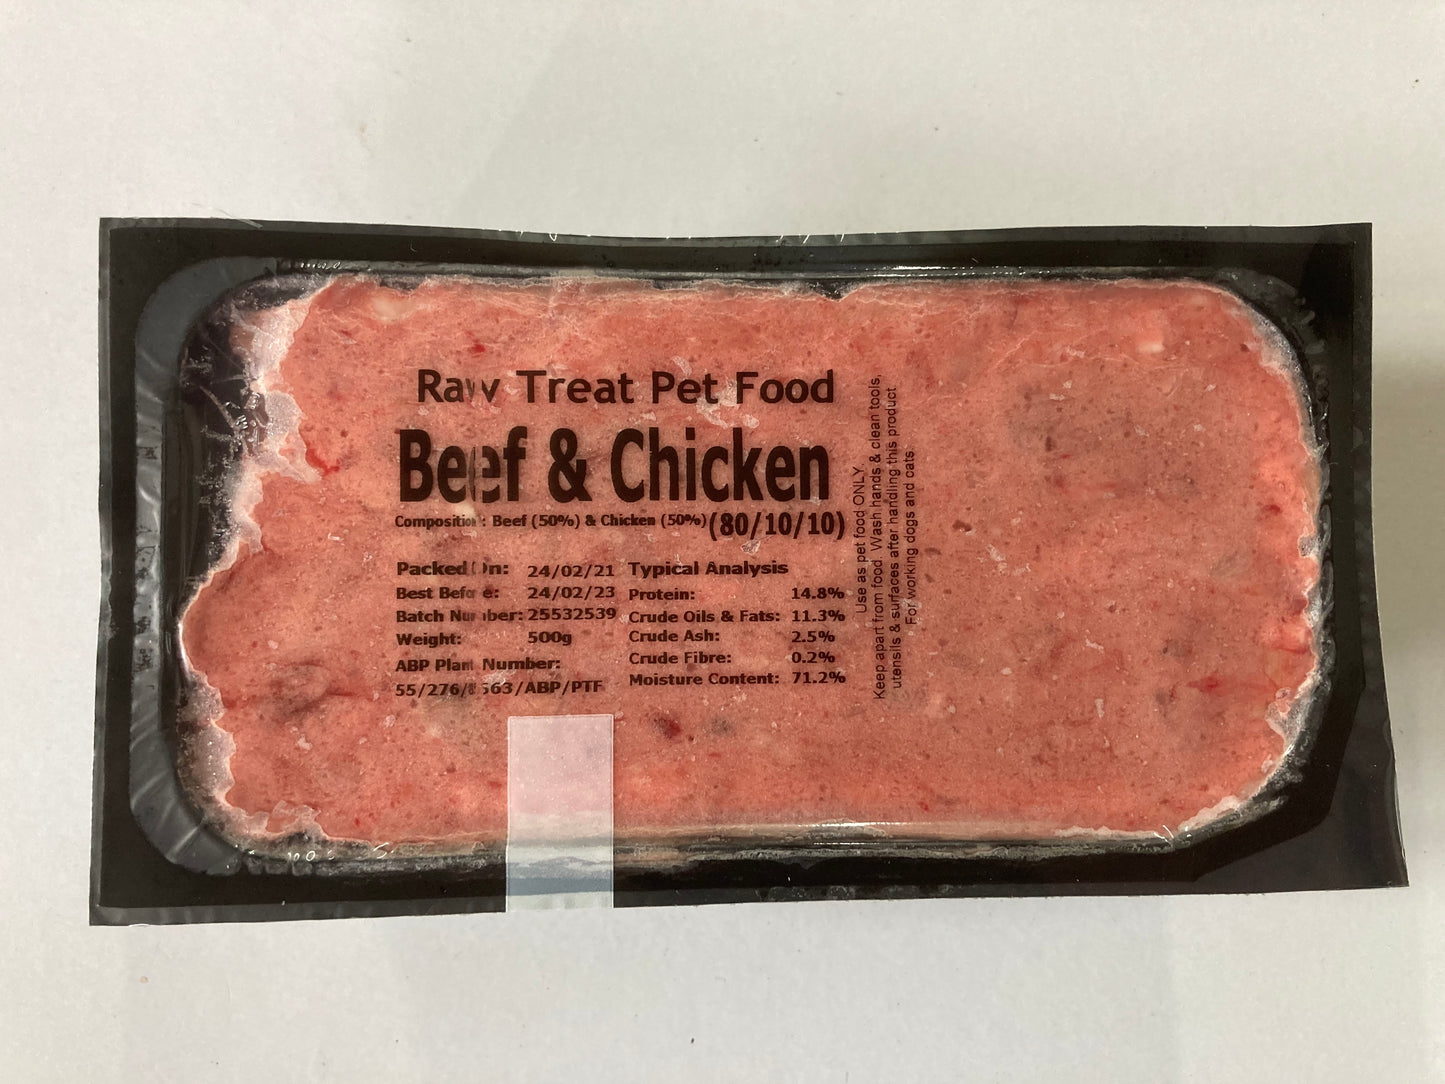 Raw Treat Pet Food
Beef & Chicken
Composition: Beef (50%) & Chicken (50%) (80/10/10)
Packed On: 24/02/21
Best Before: 24/02/23
Batch Number: 25532539
Weight: 500g
ABP Plant Number:
55/276/8563/ABP/PTF
Typical Analysis
Protein: 14.8%
Crude Oils & Fats: 11.3%
Crude Ash: 2.5%
Crude Fibre: 0.2%
Moisture Content: 71.2%
Use as pet food ONLY.
Keep apart from food. Wash hands & clean tools,
utensils & surfaces after handling this product
For working dogs and cats.